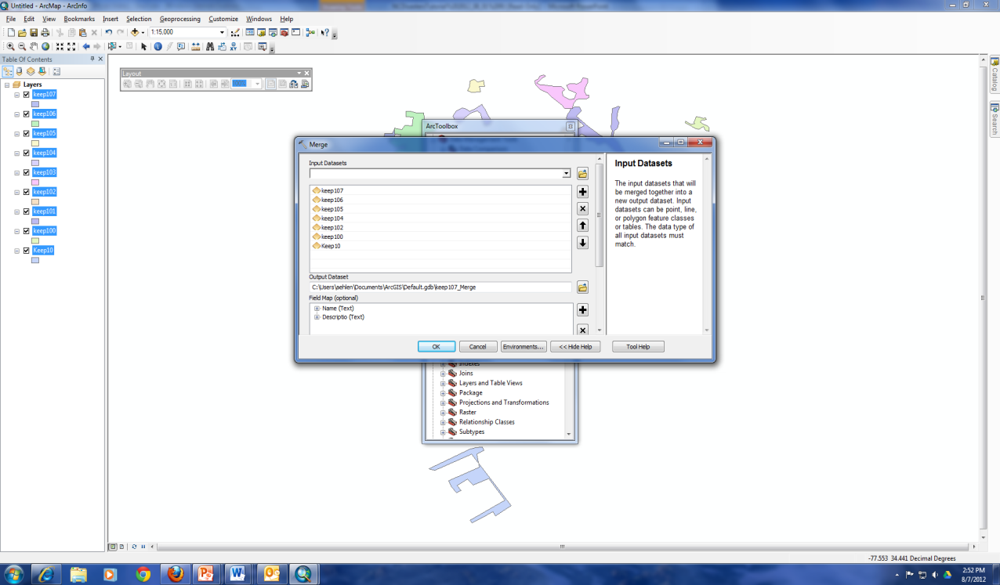 Untitled - ArcMap - ArcInfo
File Edit View Bookmarks Insert Selection Geoprocessing Customize Windows Help
1:15,000
Table Of Contents
Layers
keep107
keep106
keep105
keep104
keep103
keep102
keep101
keep100
Keep10
Layout
ArcToolbox
Merge
Input Datasets
keep107
keep106
keep105
keep104
keep102
keep100
Keep10
Output Dataset
C:\Users\aehlen\Documents\ArcGIS\Default.gdb\keep107_Merge
Field Map (optional)
Name (Text)
Descriptio (Text)
OK Cancel Environments... << Hide Help Tool Help
Input Datasets
The input datasets that will
be merged together into a
new output dataset. Input
datasets can be point, line,
or polygon feature classes
or tables. The data type of
all input datasets must
match.
Indexes
Joins
Layers and Table Views
Package
Projections and Transformations
Raster
Relationship Classes
Subtypes
Catalog
Search
-77.553 34.441 Decimal Degrees
2:52 PM
8/7/2012